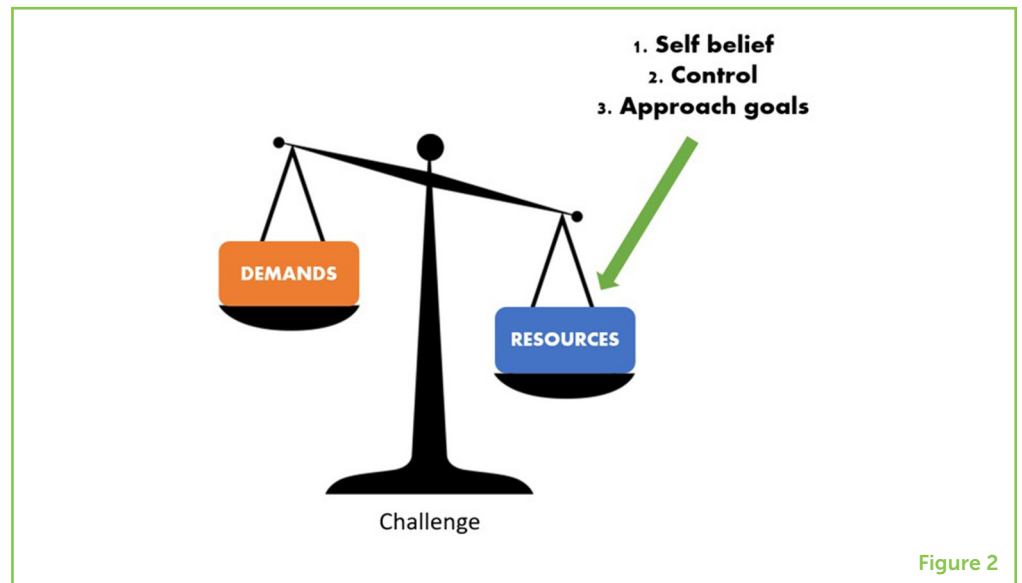 1. Self belief
2. Control
3. Approach goals
DEMANDS
RESOURCES
Challenge
Figure 2